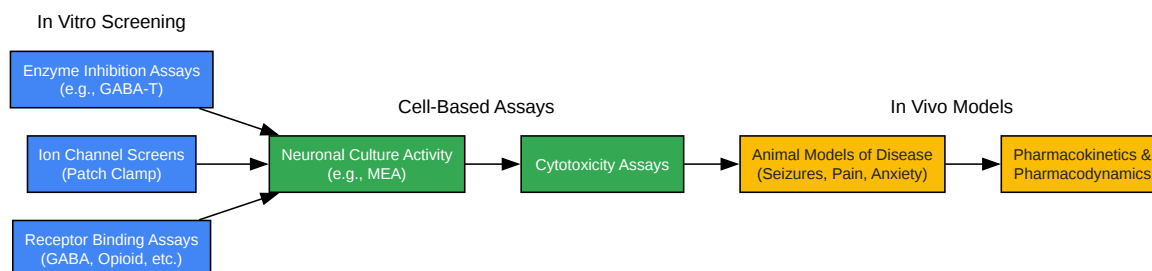 In Vitro Screening
Enzyme Inhibition Assays
(e.g., GABA-T)
Ion Channel Screens
(Patch Clamp)
Receptor Binding Assays
(GABA, Opioid, etc.)
Cell-Based Assays
Neuronal Culture Activity
(e.g., MEA)
Cytotoxicity Assays
In Vivo Models
Animal Models of Disease
(Seizures, Pain, Anxiety)
Pharmacokinetics &
Pharmacodynamics